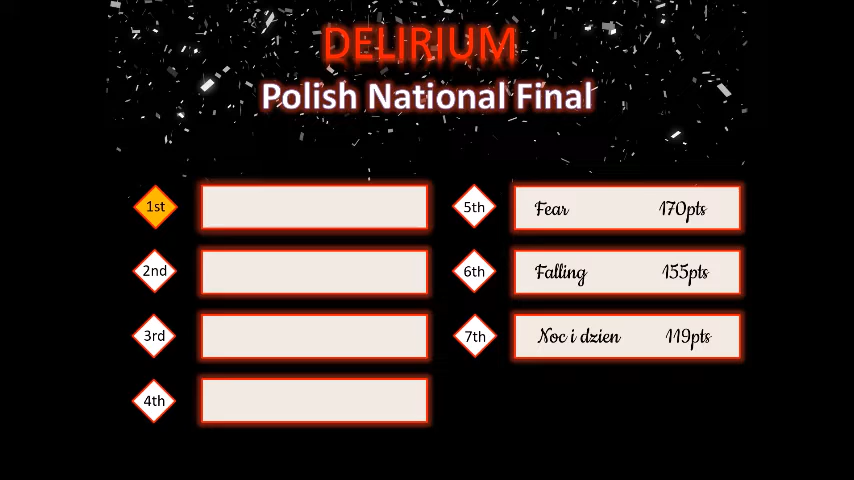 DELIRIUM
Polish National Final
1st
2nd
3rd
4th
5th Fear 170pts
6th Falling 155pts
7th Noc i dzien 119pts